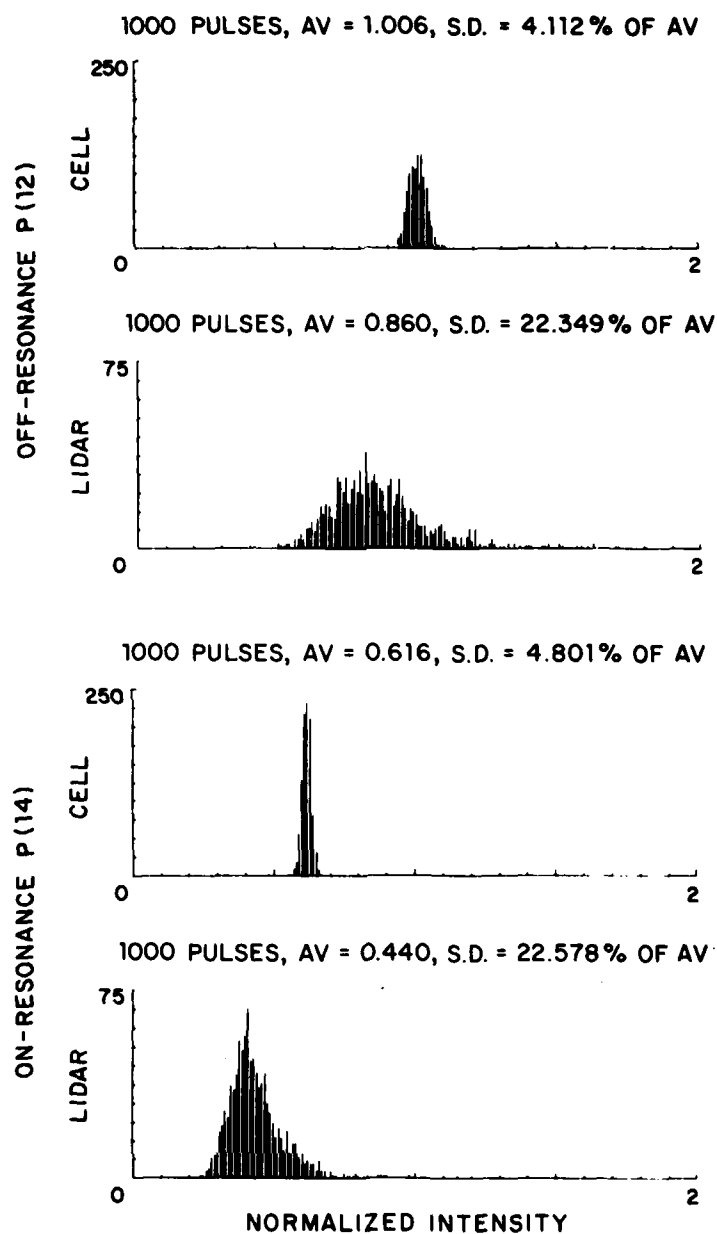 1000 PULSES, AV = 1.006, S.D. = 4.112% OF AV
250
CELL
0
2
OFF-RESONANCE P(12)
1000 PULSES, AV = 0.860, S.D. = 22.349% OF AV
75
LIDAR
0
2
1000 PULSES, AV = 0.616, S.D. = 4.801% OF AV
250
CELL
0
2
ON-RESONANCE P(14)
1000 PULSES, AV = 0.440, S.D. = 22.578% OF AV
75
LIDAR
0
2
NORMALIZED INTENSITY